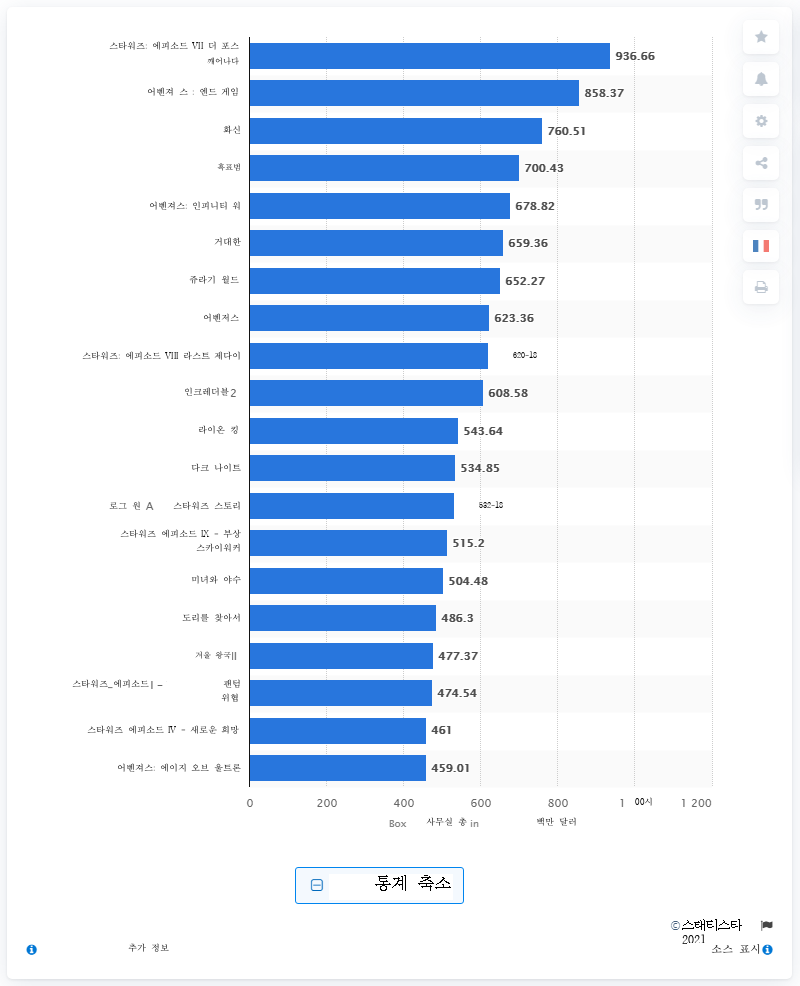 스타워즈: 에피소드 VII 더 포스
깨어나다
936.66
어벤져 스 : 엔드 게임
858.37
화신
760.51
흑표범
700.43
어벤져스: 인피니티 워
678.82
거대한
659.36
쥬라기 월드
652.27
어벤져스
623.36
스타워즈: 에피소드 VIII 라스트 제다이
620-18
인크레더블 2
608.58
라이온 킹
543.64
다크 나이트
534.85
로그 원 A 스타워즈 스토리
532-18
스타워즈 에피소드 IX - 부상
스카이워커
515.2
미녀와 야수
504.48
도리를 찾아서
486.3
겨울 왕국||
477.37
스타워즈_에피소드| – 팬텀
위협
474.54
스타워즈 에피소드 IV - 새로운 희망
461
어벤져스: 에이지 오브 울트론
459.01
0 200 400 600 800 1 00시 1 200
Box 사무실 총 in 백만 달러
통계 축소
©스태티스타
2021
추가 정보
소스 표시